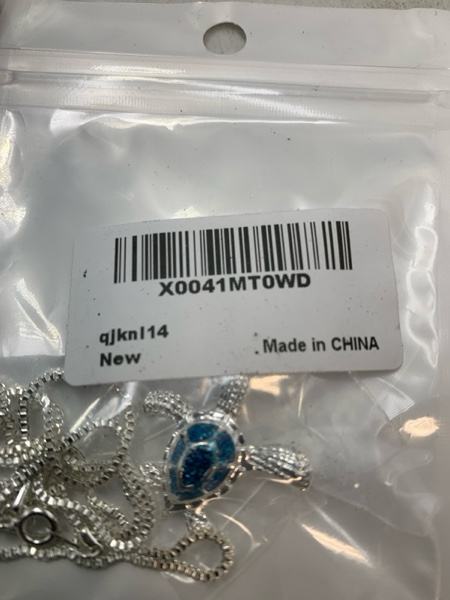 X0041MT0WD
qjknl14
New
Made in CHINA